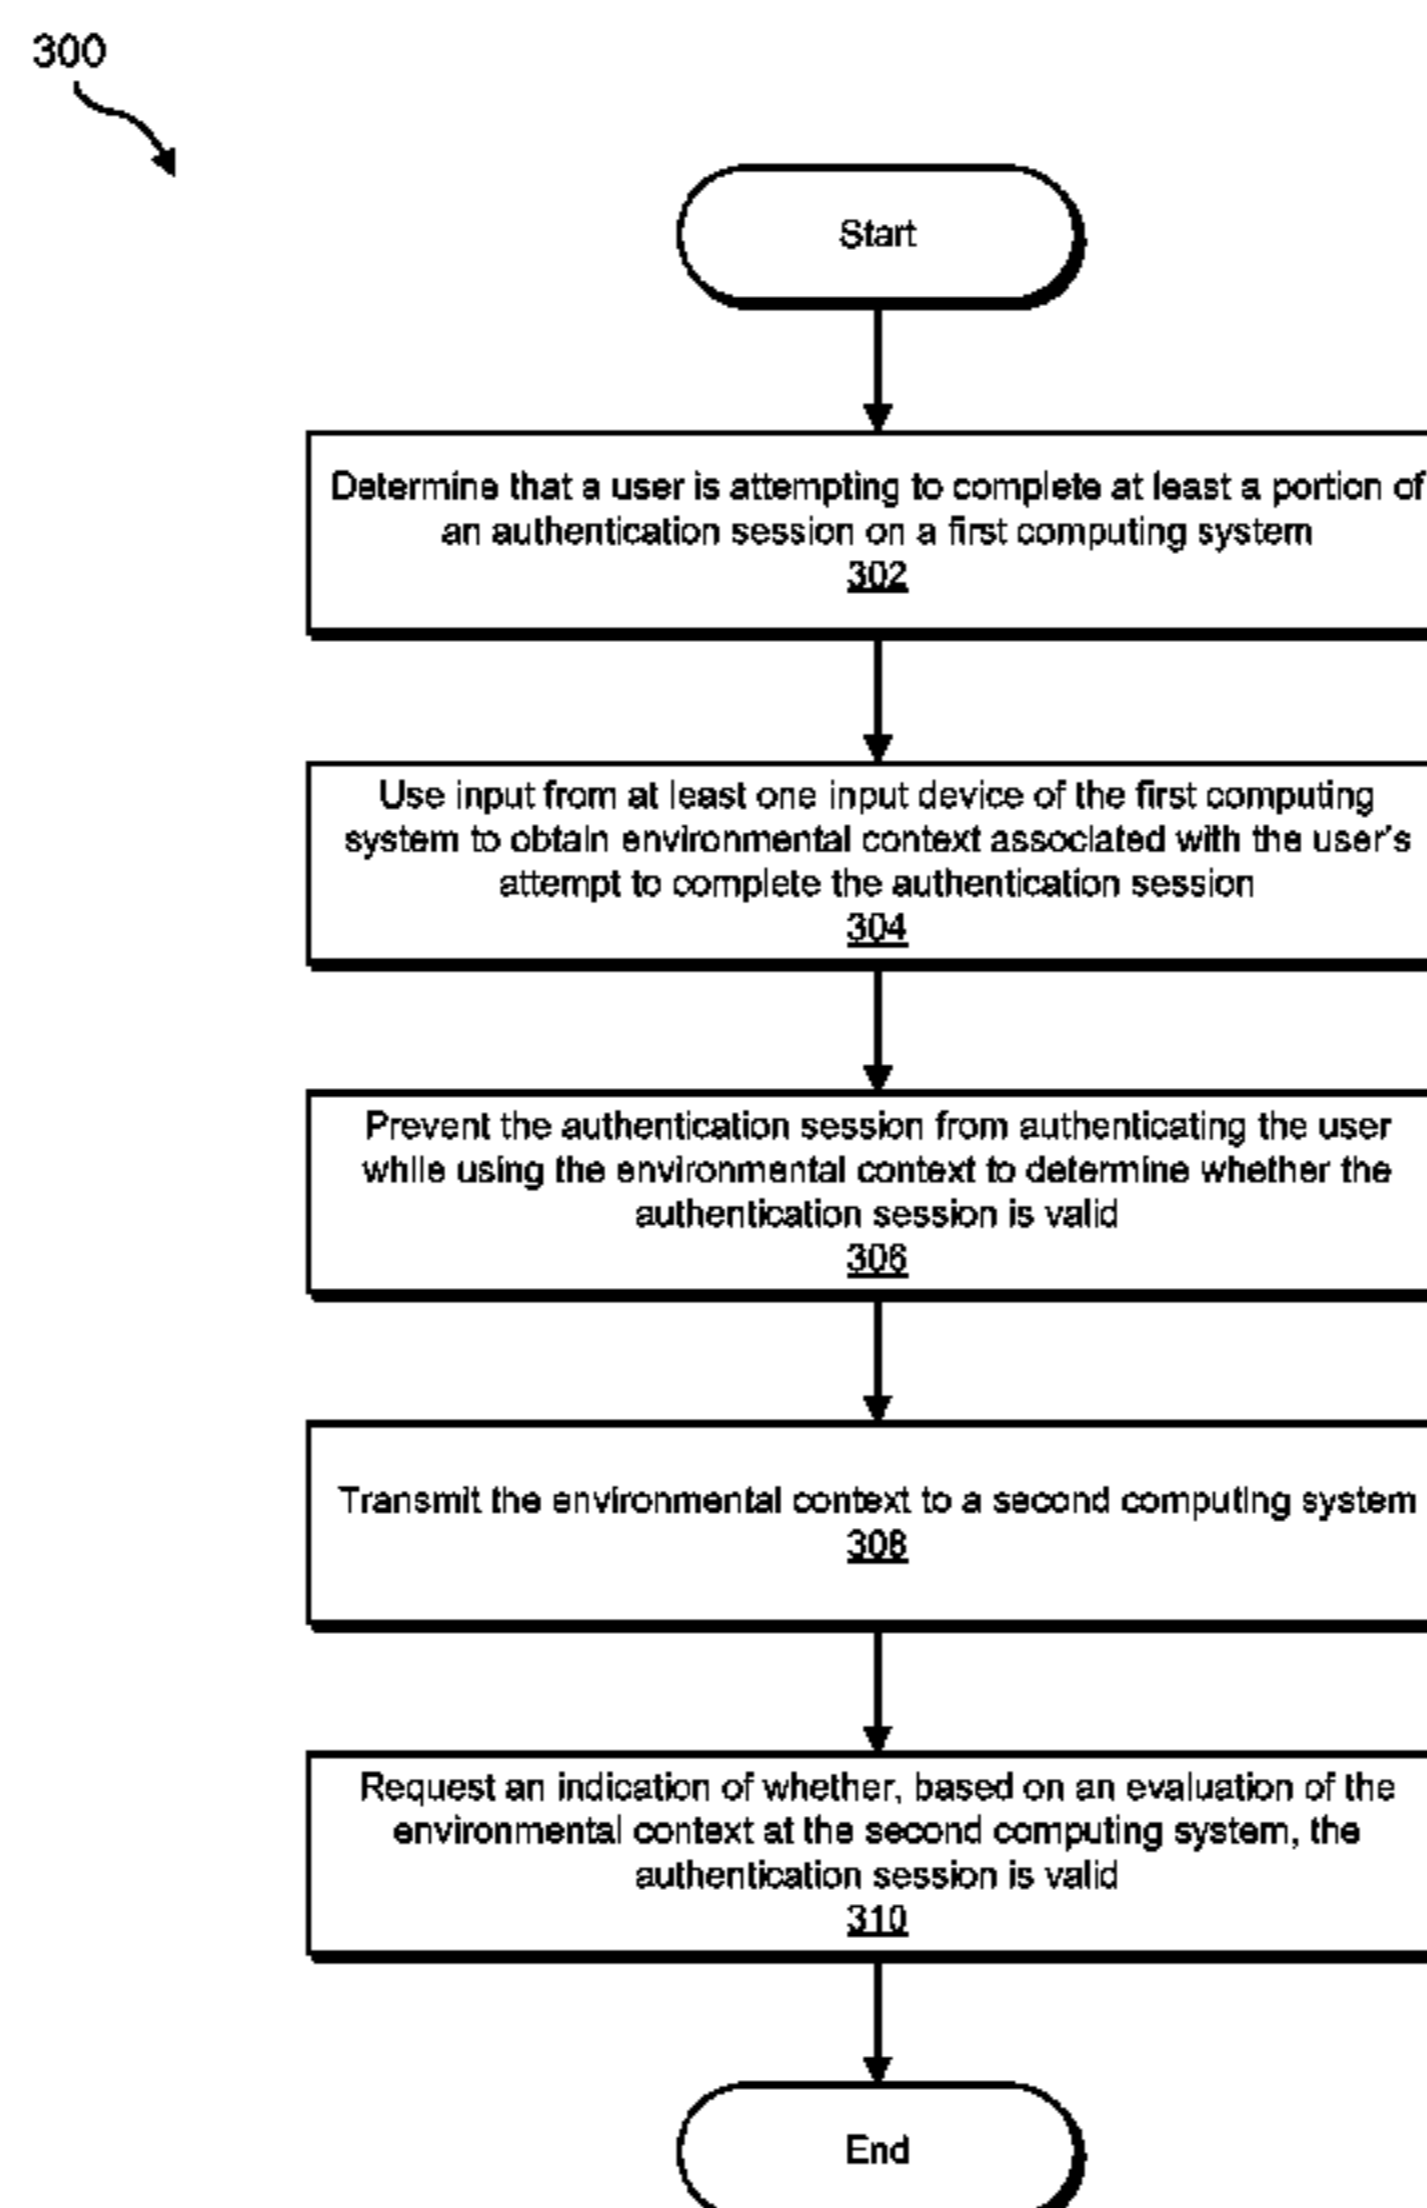 300
Start
Determine that a user is attempting to complete at least a portion of
an authentication session on a first computing system
302
Use input from at least one input device of the first computing
system to obtain environmental context associated with the user's
attempt to complete the authentication session
304
Prevent the authentication session from authenticating the user
while using the environmental context to determine whether the
authentication session is valid
306
Transmit the environmental context to a second computing system
308
Request an indication of whether, based on an evaluation of the
environmental context at the second computing system, the
authentication session is valid
310
End